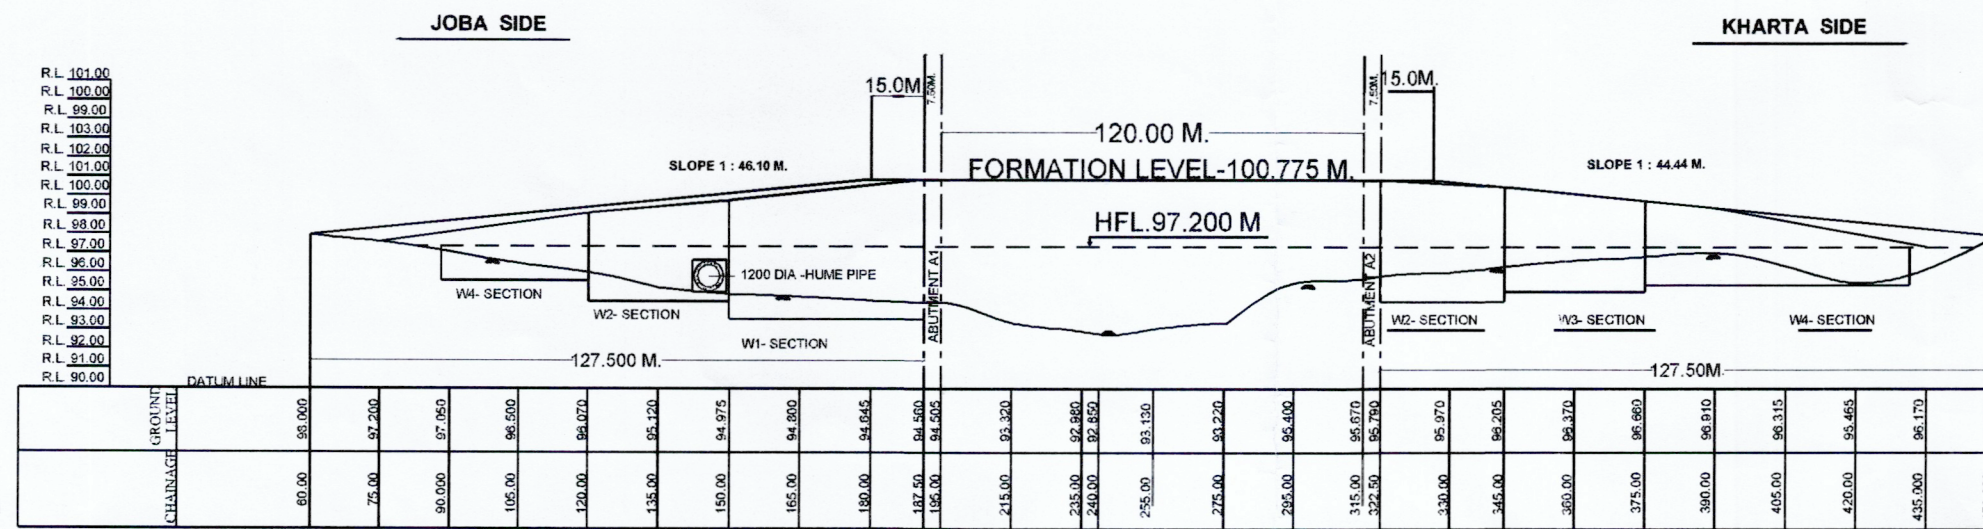 JOBA SIDE
KHARTA SIDE
R.L. 101.00
R.L. 100.00
R.L. 99.00
R.L. 103.00
R.L. 102.00
R.L. 101.00
R.L. 100.00
R.L. 99.00
R.L. 98.00
R.L. 97.00
R.L. 96.00
R.L. 95.00
R.L. 94.00
R.L. 93.00
R.L. 92.00
R.L. 91.00
R.L. 90.00
15.0M.
7.50M.
7.50M.
15.0M.
120.00 M.
SLOPE 1 : 46.10 M.
FORMATION LEVEL-100.775 M.
SLOPE 1 : 44.44 M.
HFL.97.200 M
1200 DIA -HUME PIPE
W4- SECTION
W2- SECTION
W1- SECTION
ABUTMENT A1
ABUTMENT A2
W2- SECTION
W3- SECTION
W4- SECTION
127.500 M.
127.50M.
DATUM LINE
GROUND LEVEL 98.000 97.200 97.050 96.500 96.070 95.120 94.975 94.800 94.645 94.560 94.505 93.320 92.980 92.650 93.130 93.220 95.400 95.670 95.790 95.970 96.205 96.370 96.660 96.910 96.315 95.465 96.170
CHAINAGE 60.00 75.00 90.000 105.00 120.00 135.00 150.00 165.00 180.00 187.50 195.00 215.00 235.00 240.00 255.00 275.00 295.00 315.00 322.50 330.00 345.00 360.00 375.00 390.00 405.00 420.00 435.000